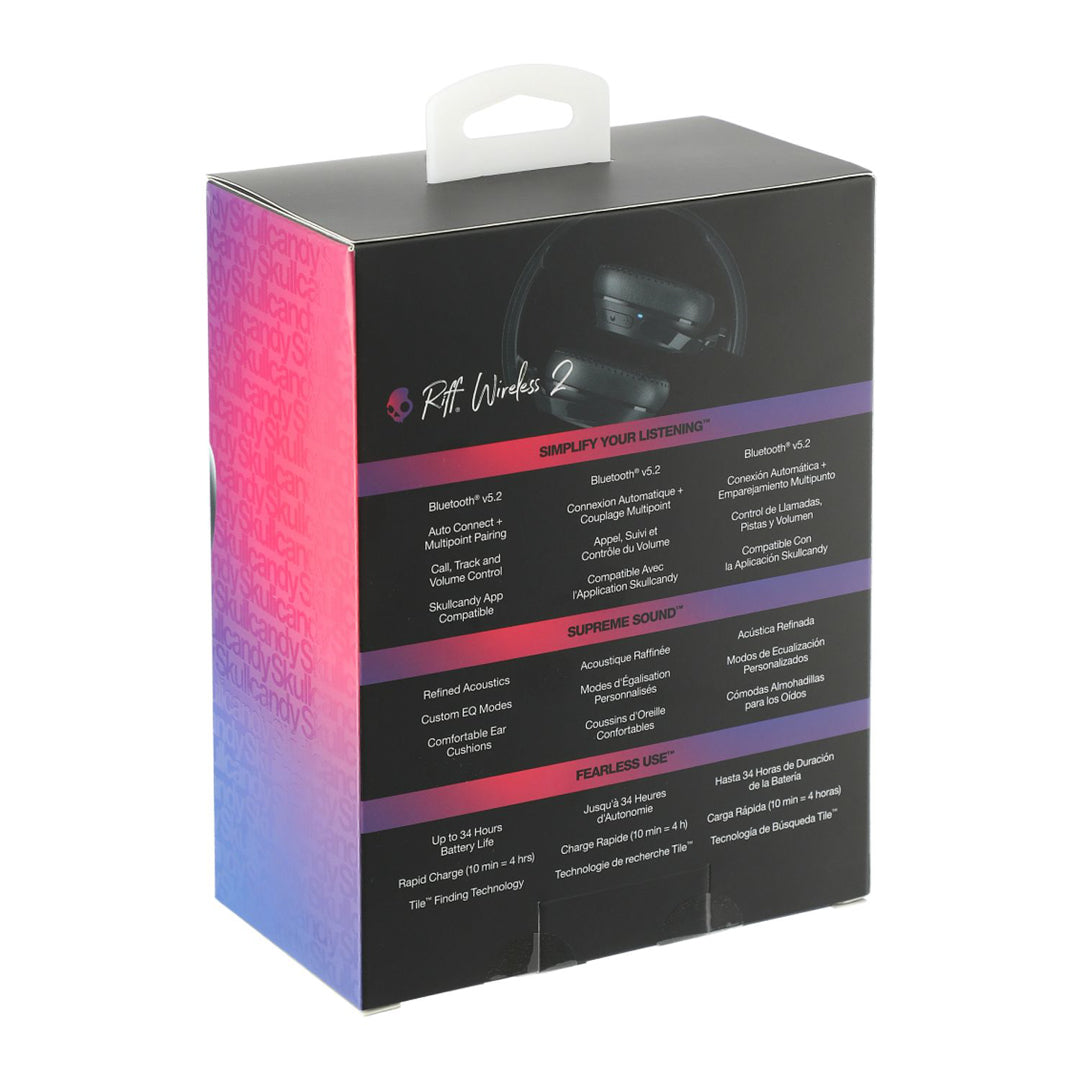 Riff® Wireless 2
SIMPLIFY YOUR LISTENING™
Bluetooth® v5.2
Auto Connect +
Multipoint Pairing
Call, Track and
Volume Control
Skullcandy App
Compatible
Bluetooth® v5.2
Connexion Automatique +
Couplage Multipoint
Appel, Suivi et
Contrôle du Volume
Compatible Avec
l'Application Skullcandy
Bluetooth® v5.2
Conexión Automática +
Emparejamiento Multipunto
Control de Llamadas,
Pistas y Volumen
Compatible Con
la Aplicación Skullcandy
SUPREME SOUND™
Refined Acoustics
Custom EQ Modes
Comfortable Ear
Cushions
Acoustique Raffinée
Modes d'Égalisation
Personnalisés
Coussins d'Oreille
Confortables
Acústica Refinada
Modos de Ecualización
Personalizados
Cómodas Almohadillas
para los Oídos
FEARLESS USE™
Up to 34 Hours
Battery Life
Rapid Charge (10 min = 4 hrs)
Tile™ Finding Technology
Jusqu'à 34 Heures
d'Autonomie
Charge Rapide (10 min = 4 h)
Technologie de recherche Tile™
Hasta 34 Horas de Duración
de la Batería
Carga Rápida (10 min = 4 horas)
Tecnología de Búsqueda Tile™